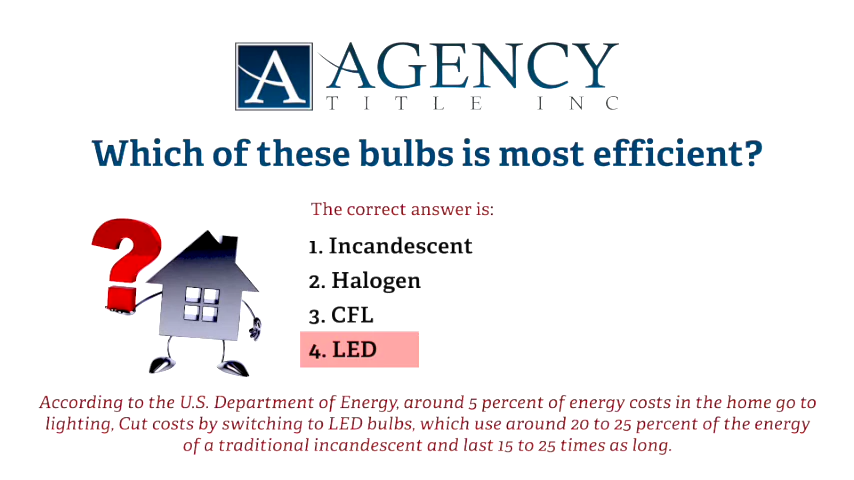 A AGENCY
TITLE INC
Which of these bulbs is most efficient?
The correct answer is:
1. Incandescent
2. Halogen
3. CFL
4. LED
According to the U.S. Department of Energy, around 5 percent of energy costs in the home go to
lighting, Cut costs by switching to LED bulbs, which use around 20 to 25 percent of the energy
of a traditional incandescent and last 15 to 25 times as long.